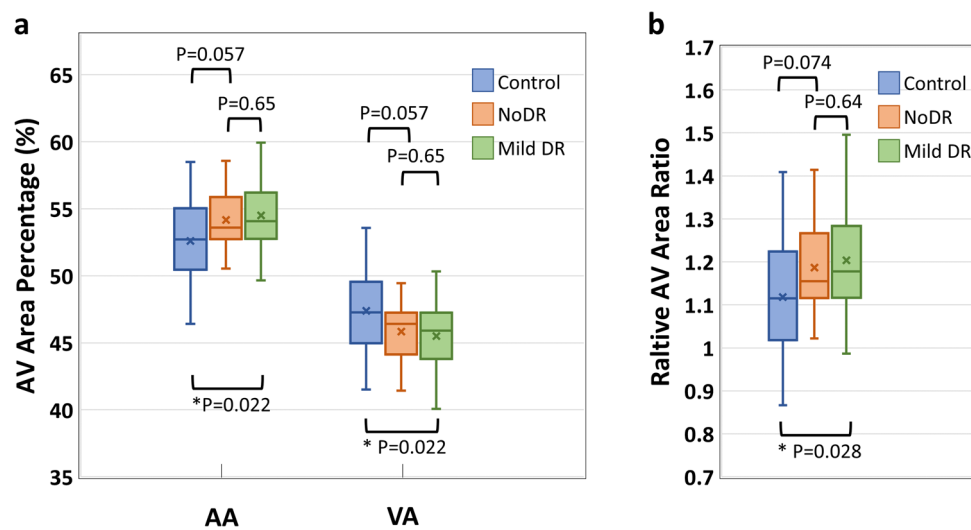 a
AV Area Percentage (%)
65
60
55
50
45
40
35
P=0.057
P=0.65
P=0.057
P=0.65
*P=0.022
* P=0.022
Control
NoDR
Mild DR
AA
VA
b
Raltive AV Area Ratio
1.7
1.6
1.5
1.4
1.3
1.2
1.1
1
0.9
0.8
0.7
P=0.074
P=0.64
* P=0.028
Control
NoDR
Mild DR